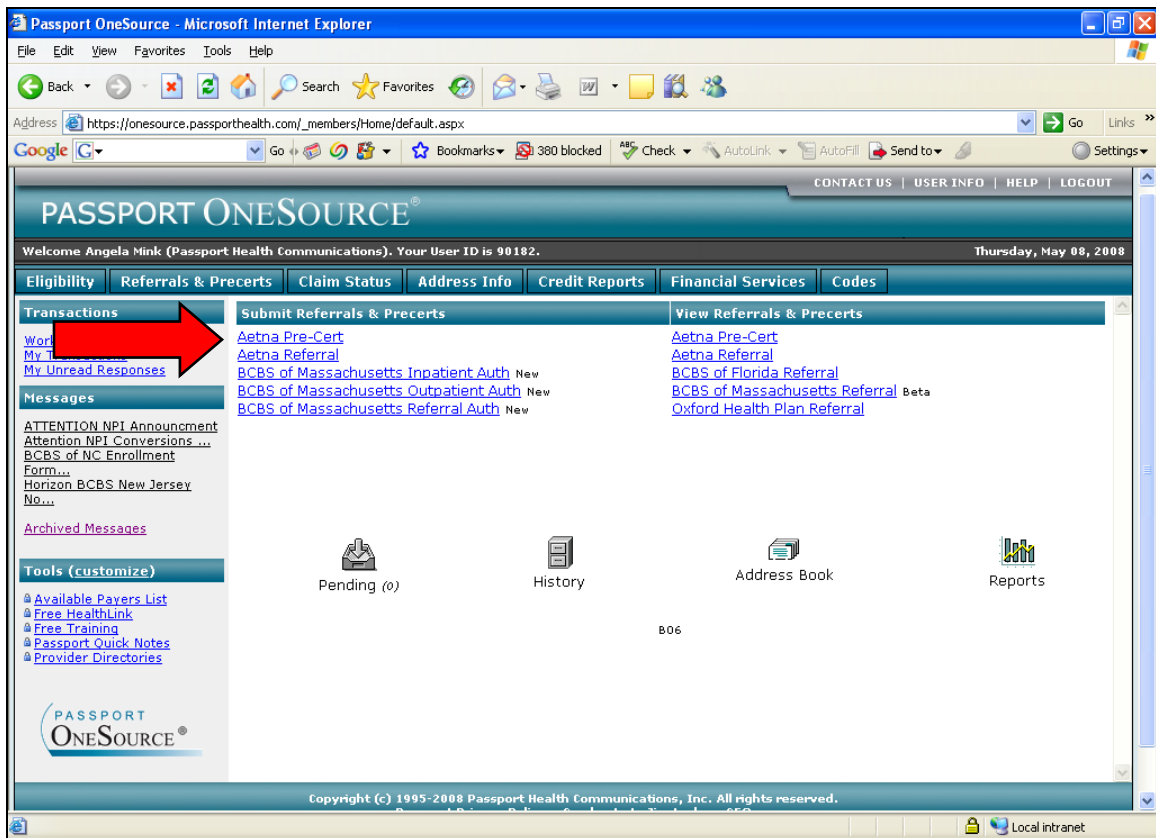 Passport OneSource - Microsoft Internet Explorer
File Edit View Favorites Tools Help
Back Search Favorites
Address https://onesource.passporthealth.com/_members/Home/default.aspx Go Links »
Google G Go Bookmarks 380 blocked ABC Check AutoLink AutoFill Send to Settings
CONTACT US | USER INFO | HELP | LOGOUT
PASSPORT ONESOURCE®
Welcome Angela Mink (Passport Health Communications). Your User ID is 90182. Thursday, May 08, 2008
Eligibility Referrals & Precerts Claim Status Address Info Credit Reports Financial Services Codes
Transactions
My Unread Responses
Messages
ATTENTION NPI Announcment
Attention NPI Conversions ...
BCBS of NC Enrollment
Form...
Horizon BCBS New Jersey
No...
Archived Messages
Tools (customize)
Available Payers List
Free HealthLink
Free Training
Passport Quick Notes
Provider Directories
PASSPORT
ONESOURCE®
Submit Referrals & Precerts
Aetna Pre-Cert
Aetna Referral
BCBS of Massachusetts Inpatient Auth New
BCBS of Massachusetts Outpatient Auth New
BCBS of Massachusetts Referral Auth New
View Referrals & Precerts
Aetna Pre-Cert
Aetna Referral
BCBS of Florida Referral
BCBS of Massachusetts Referral Beta
Oxford Health Plan Referral
Pending (0) History Address Book Reports
B06
Copyright (c) 1995-2008 Passport Health Communications, Inc. All rights reserved.
Local intranet